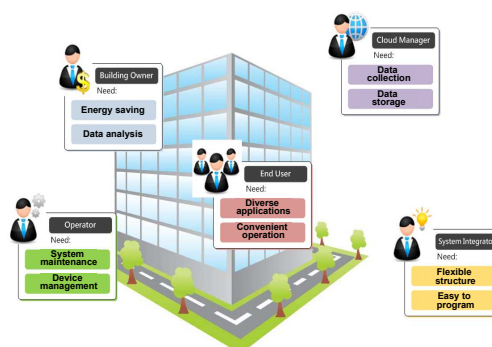 Building Owner
Need:
Energy saving
Data analysis
Cloud Manager
Need:
Data
collection
Data
storage
End User
Need:
Diverse
applications
Convenient
operation
Operator
Need:
System
maintenance
Device
management
System Integrator
Need:
Flexible
structure
Easy to
program